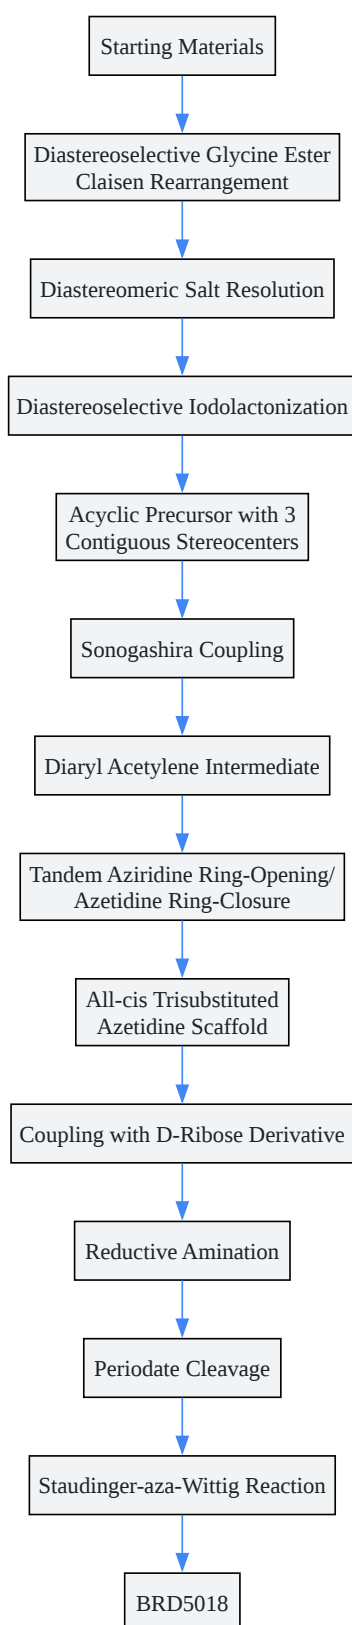 Starting Materials
Diastereoselective Glycine Ester
Claisen Rearrangement
Diastereomeric Salt Resolution
Diastereoselective Iodolactonization
Acyclic Precursor with 3
Contiguous Stereocenters
Sonogashira Coupling
Diaryl Acetylene Intermediate
Tandem Aziridine Ring-Opening/
Azetidine Ring-Closure
All-cis Trisubstituted
Azetidine Scaffold
Coupling with D-Ribose Derivative
Reductive Amination
Periodate Cleavage
Staudinger-aza-Wittig Reaction
BRD5018